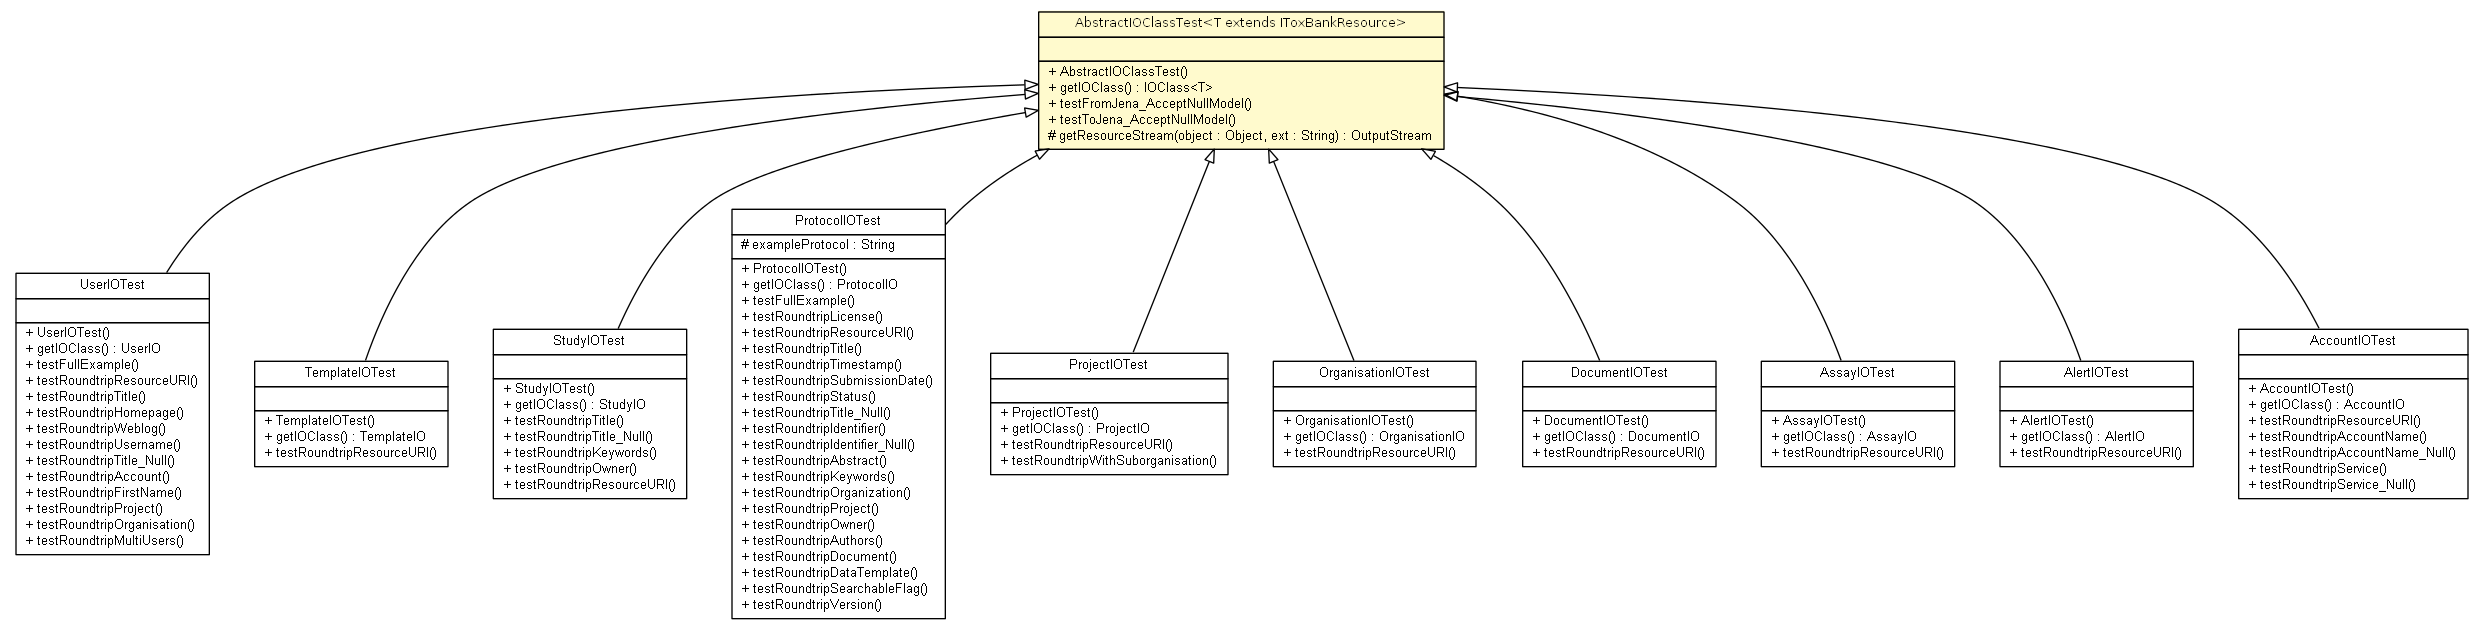 AbstractIOClassTest<T extends IToxBankResource>
+ AbstractIOClassTest()
+ getIOClass() : IOClass<T>
+ testFromJena_AcceptNullModel()
+ testToJena_AcceptNullModel()
# getResourceStream(object : Object, ext : String) : OutputStream
UserIOTest
+ UserIOTest()
+ getIOClass() : UserIO
+ testFullExample()
+ testRoundtripResourceURI()
+ testRoundtripTitle()
+ testRoundtripHomepage()
+ testRoundtripWeblog()
+ testRoundtripUsername()
+ testRoundtripTitle_Null()
+ testRoundtripAccount()
+ testRoundtripFirstName()
+ testRoundtripProject()
+ testRoundtripOrganisation()
+ testRoundtripMultiUsers()
TemplateIOTest
+ TemplateIOTest()
+ getIOClass() : TemplateIO
+ testRoundtripResourceURI()
StudyIOTest
+ StudyIOTest()
+ getIOClass() : StudyIO
+ testRoundtripTitle()
+ testRoundtripTitle_Null()
+ testRoundtripKeywords()
+ testRoundtripOwner()
+ testRoundtripResourceURI()
ProtocolIOTest
# exampleProtocol : String
+ ProtocolIOTest()
+ getIOClass() : ProtocolIO
+ testFullExample()
+ testRoundtripLicense()
+ testRoundtripResourceURI()
+ testRoundtripTitle()
+ testRoundtripTimestamp()
+ testRoundtripSubmissionDate()
+ testRoundtripStatus()
+ testRoundtripTitle_Null()
+ testRoundtripIdentifier()
+ testRoundtripIdentifier_Null()
+ testRoundtripAbstract()
+ testRoundtripKeywords()
+ testRoundtripOrganization()
+ testRoundtripProject()
+ testRoundtripOwner()
+ testRoundtripAuthors()
+ testRoundtripDocument()
+ testRoundtripDataTemplate()
+ testRoundtripSearchableFlag()
+ testRoundtripVersion()
ProjectIOTest
+ ProjectIOTest()
+ getIOClass() : ProjectIO
+ testRoundtripResourceURI()
+ testRoundtripWithSuborganisation()
OrganisationIOTest
+ OrganisationIOTest()
+ getIOClass() : OrganisationIO
+ testRoundtripResourceURI()
DocumentIOTest
+ DocumentIOTest()
+ getIOClass() : DocumentIO
+ testRoundtripResourceURI()
AssayIOTest
+ AssayIOTest()
+ getIOClass() : AssayIO
+ testRoundtripResourceURI()
AlertIOTest
+ AlertIOTest()
+ getIOClass() : AlertIO
+ testRoundtripResourceURI()
AccountIOTest
+ AccountIOTest()
+ getIOClass() : AccountIO
+ testRoundtripResourceURI()
+ testRoundtripAccountName()
+ testRoundtripAccountName_Null()
+ testRoundtripService()
+ testRoundtripService_Null()